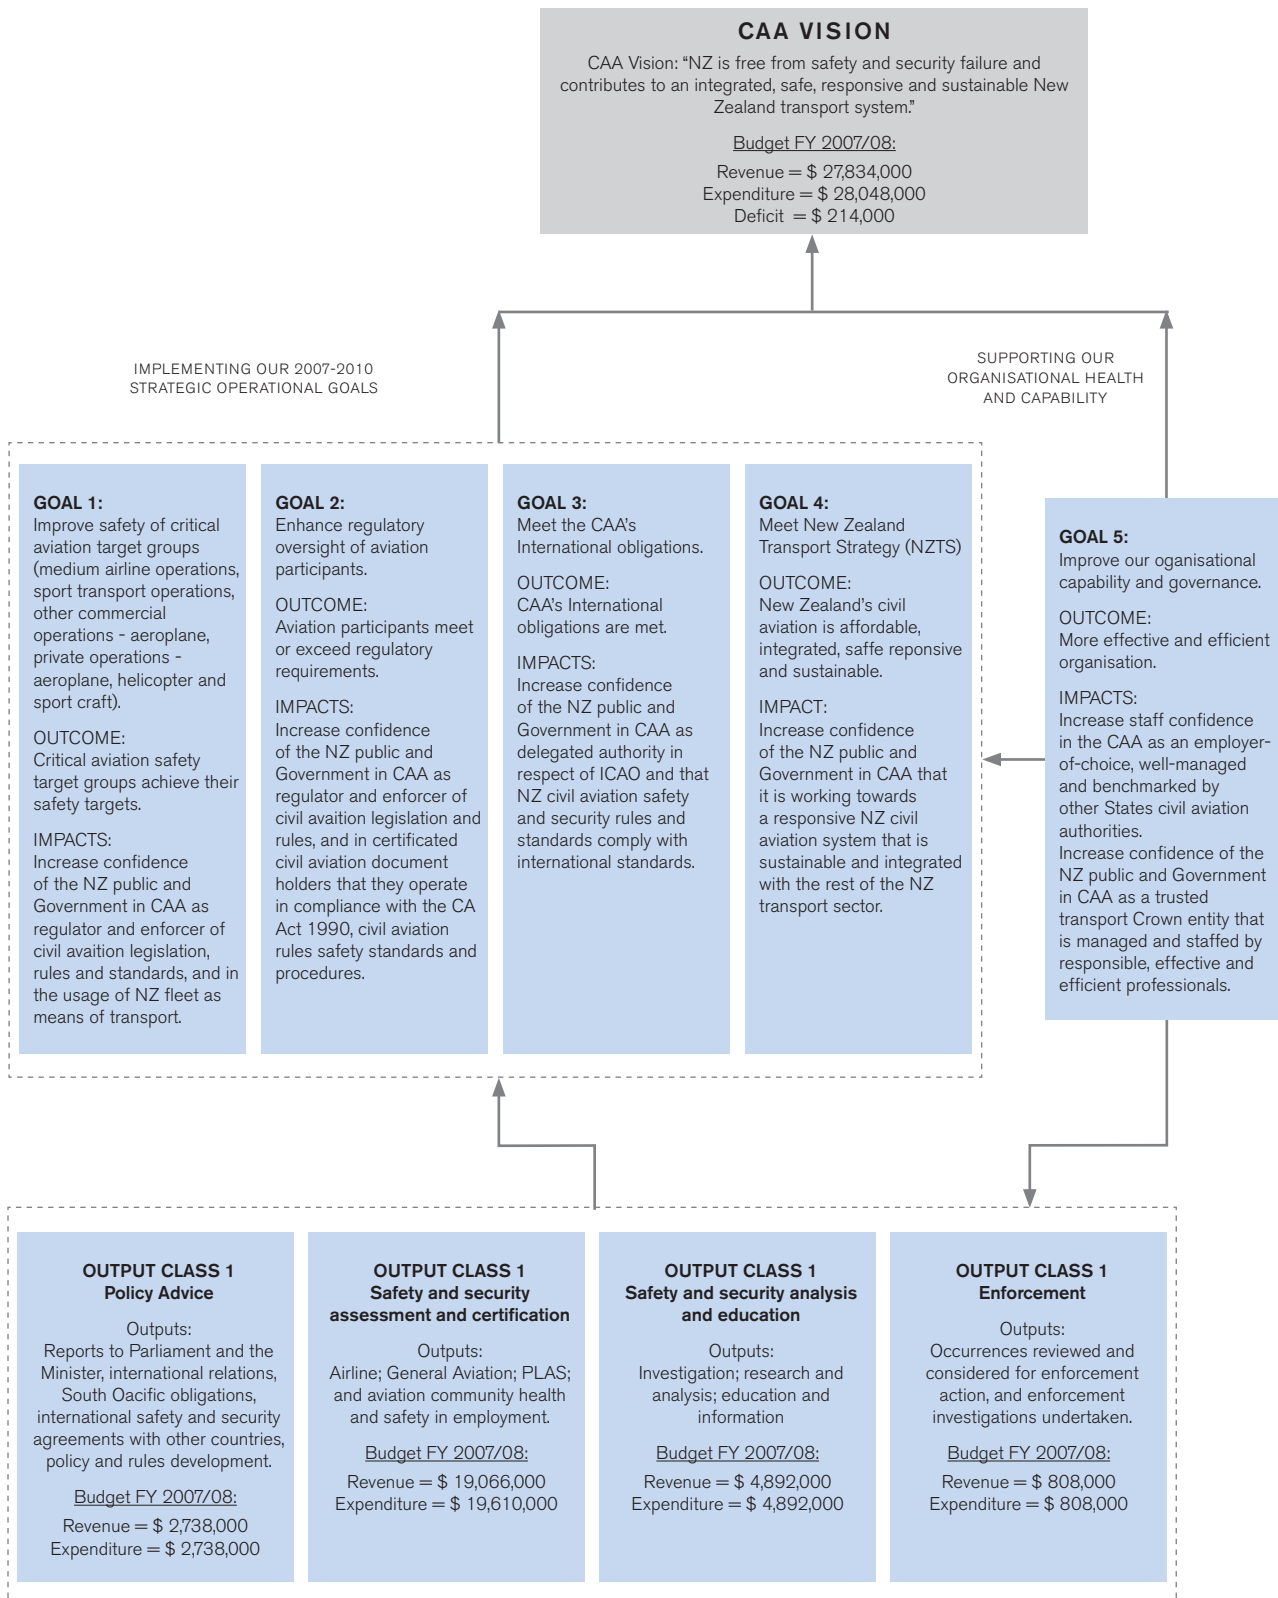 CAA VISION
CAA Vision: “NZ is free from safety and security failure and
contributes to an integrated, safe, responsive and sustainable New
Zealand transport system.”
Budget FY 2007/08:
Revenue = $ 27,834,000
Expenditure = $ 28,048,000
Deficit = $ 214,000
IMPLEMENTING OUR 2007-2010
STRATEGIC OPERATIONAL GOALS
SUPPORTING OUR
ORGANISATIONAL HEALTH
AND CAPABILITY
GOAL 1:
Improve safety of critical
aviation target groups
(medium airline operations,
sport transport operations,
other commercial
operations - aeroplane,
private operations -
aeroplane, helicopter and
sport craft).
OUTCOME:
Critical aviation safety
target groups achieve their
safety targets.
IMPACTS:
Increase confidence
of the NZ public and
Government in CAA as
regulator and enforcer of
civil avaition legislation,
rules and standards, and in
the usage of NZ fleet as
means of transport.
GOAL 2:
Enhance regulatory
oversight of aviation
participants.
OUTCOME:
Aviation participants meet
or exceed regulatory
requirements.
IMPACTS:
Increase confidence
of the NZ public and
Government in CAA as
regulator and enforcer of
civil avaition legislation and
rules, and in certificated
civil aviation document
holders that they operate
in compliance with the CA
Act 1990, civil aviation
rules safety standards and
procedures.
GOAL 3:
Meet the CAA’s
International obligations.
OUTCOME:
CAA’s International
obligations are met.
IMPACTS:
Increase confidence
of the NZ public and
Government in CAA as
delegated authority in
respect of ICAO and that
NZ civil aviation safety
and security rules and
standards comply with
international standards.
GOAL 4:
Meet New Zealand
Transport Strategy (NZTS)
OUTCOME:
New Zealand’s civil
aviation is affordable,
integrated, saffe reponsive
and sustainable.
IMPACT:
Increase confidence
of the NZ public and
Government in CAA that
it is working towards
a responsive NZ civil
aviation system that is
sustainable and integrated
with the rest of the NZ
transport sector.
GOAL 5:
Improve our oganisational
capability and governance.
OUTCOME:
More effective and efficient
organisation.
IMPACTS:
Increase staff confidence
in the CAA as an employer-
of-choice, well-managed
and benchmarked by
other States civil aviation
authorities.
Increase confidence of the
NZ public and Government
in CAA as a trusted
transport Crown entity that
is managed and staffed by
responsible, effective and
efficient professionals.
OUTPUT CLASS 1
Policy Advice
Outputs:
Reports to Parliament and the
Minister, international relations,
South Oacific obligations,
international safety and security
agreements with other countries,
policy and rules development.
Budget FY 2007/08:
Revenue = $ 2,738,000
Expenditure = $ 2,738,000
OUTPUT CLASS 1
Safety and security
assessment and certification
Outputs:
Airline; General Aviation; PLAS;
and aviation community health
and safety in employment.
Budget FY 2007/08:
Revenue = $ 19,066,000
Expenditure = $ 19,610,000
OUTPUT CLASS 1
Safety and security analysis
and education
Outputs:
Investigation; research and
analysis; education and
information
Budget FY 2007/08:
Revenue = $ 4,892,000
Expenditure = $ 4,892,000
OUTPUT CLASS 1
Enforcement
Outputs:
Occurrences reviewed and
considered for enforcement
action, and enforcement
investigations undertaken.
Budget FY 2007/08:
Revenue = $ 808,000
Expenditure = $ 808,000